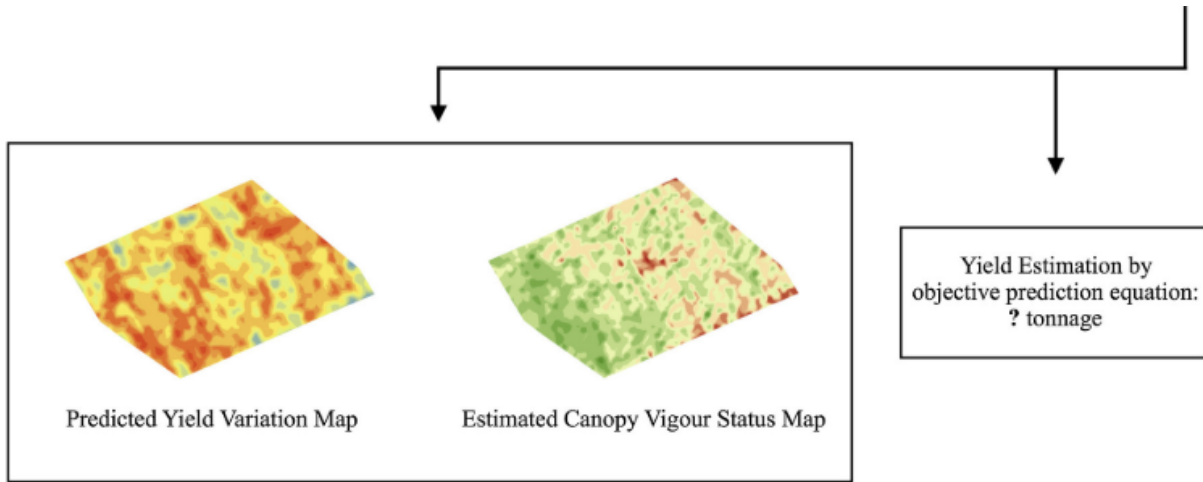 Predicted Yield Variation Map
Estimated Canopy Vigour Status Map
Yield Estimation by
objective prediction equation:
? tonnage